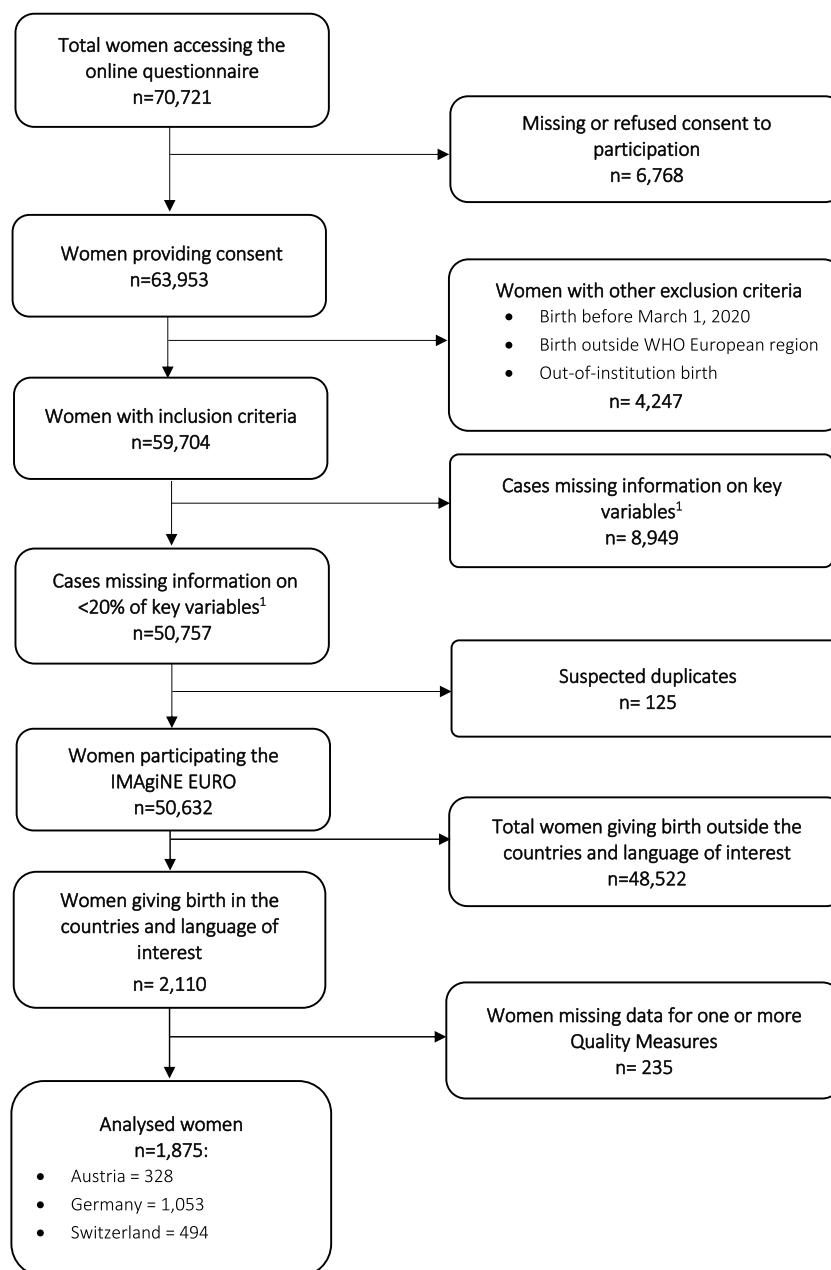 Total women accessing the
online questionnaire
n=70,721
Missing or refused consent to
participation
n= 6,768
Women providing consent
n=63,953
Women with other exclusion criteria
• Birth before March 1, 2020
• Birth outside WHO European region
• Out-of-institution birth
n= 4,247
Women with inclusion criteria
n=59,704
Cases missing information on key
variables¹
n= 8,949
Cases missing information on
<20% of key variables¹
n=50,757
Suspected duplicates
n= 125
Women participating the
IMAgiNE EURO
n=50,632
Total women giving birth outside the
countries and language of interest
n=48,522
Women giving birth in the
countries and language of
interest
n= 2,110
Women missing data for one or more
Quality Measures
n= 235
Analysed women
n=1,875:
• Austria = 328
• Germany = 1,053
• Switzerland = 494